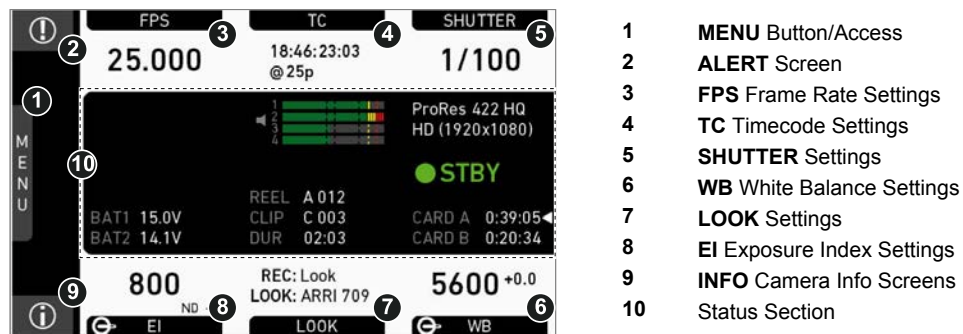 FPS
TC
SHUTTER
2
3
4
5
25.000
18:46:23:03
@ 25p
1/100
1
MENU
10
1
2
3
4
ProRes 422 HQ
HD (1920x1080)
STBY
REEL A 012
BAT1 15.0V CLIP C 003 CARD A 0:39:05
BAT2 14.1V DUR 02:03 CARD B 0:20:34
9
800
ND -
8
REC: Look
LOOK: ARRI 709
7
5600 +0.0
6
EI
LOOK
WB
1 MENU Button/Access
2 ALERT Screen
3 FPS Frame Rate Settings
4 TC Timecode Settings
5 SHUTTER Settings
6 WB White Balance Settings
7 LOOK Settings
8 EI Exposure Index Settings
9 INFO Camera Info Screens
10 Status Section